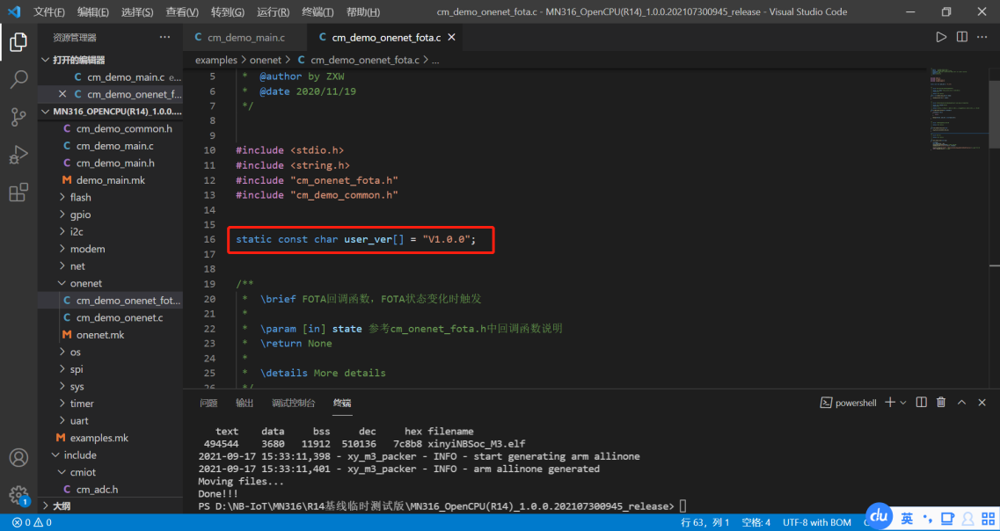 文件(F) 编辑(E) 选择(S) 查看(V) 转到(G) 运行(R) 终端(T) 帮助(H) cm_demo_onenet_fota.c - MN316_OpenCPU(R14)_1.0.0.202107300945_release - Visual Studio Code
资源管理器
打开的编辑器
cm_demo_main.c e...
cm_demo_onenet_f...
MN316_OPENCPU(R14)_1.0.0....
cm_demo_common.h
cm_demo_main.c
cm_demo_main.h
demo_main.mk
flash
gpio
i2c
modem
net
onenet
cm_demo_onenet_fot...
cm_demo_onenet.c
onenet.mk
os
spi
sys
timer
uart
examples.mk
include
cmiot
cm_adc.h
大纲
cm_demo_main.c cm_demo_onenet_fota.c
examples > onenet > C cm_demo_onenet_fota.c > ...
5 * @author by ZXW
6 * @date 2020/11/19
7 */
8
9
10 #include <stdio.h>
11 #include <string.h>
12 #include "cm_onenet_fota.h"
13 #include "cm_demo_common.h"
14
15
16 static const char user_ver[] = "V1.0.0";
17
18
19 /**
20 * \brief FOTA回调函数，FOTA状态变化时触发
21 *
22 * \param [in] state 参考cm_onenet_fota.h中回调函数说明
23 * \return None
24 *
25 * \details More details
26 */
问题 输出 调试控制台 终端 powershell
text data bss dec hex filename
494544 3680 11912 510136 7c8b8 xinyiNBSoc_M3.elf
2021-09-17 15:33:11,398 - xy_m3_packer - INFO - start generating arm allinone
2021-09-17 15:33:11,401 - xy_m3_packer - INFO - arm allinone generated
Moving files...
Done!!!
PS D:\NB-IoT\MN316\R14基线临时测试版\MN316_OpenCPU(R14)_1.0.0.202107300945_release>
1
0 0 行 63，列 1 空格: 4 UTF-8 with BOM du 英